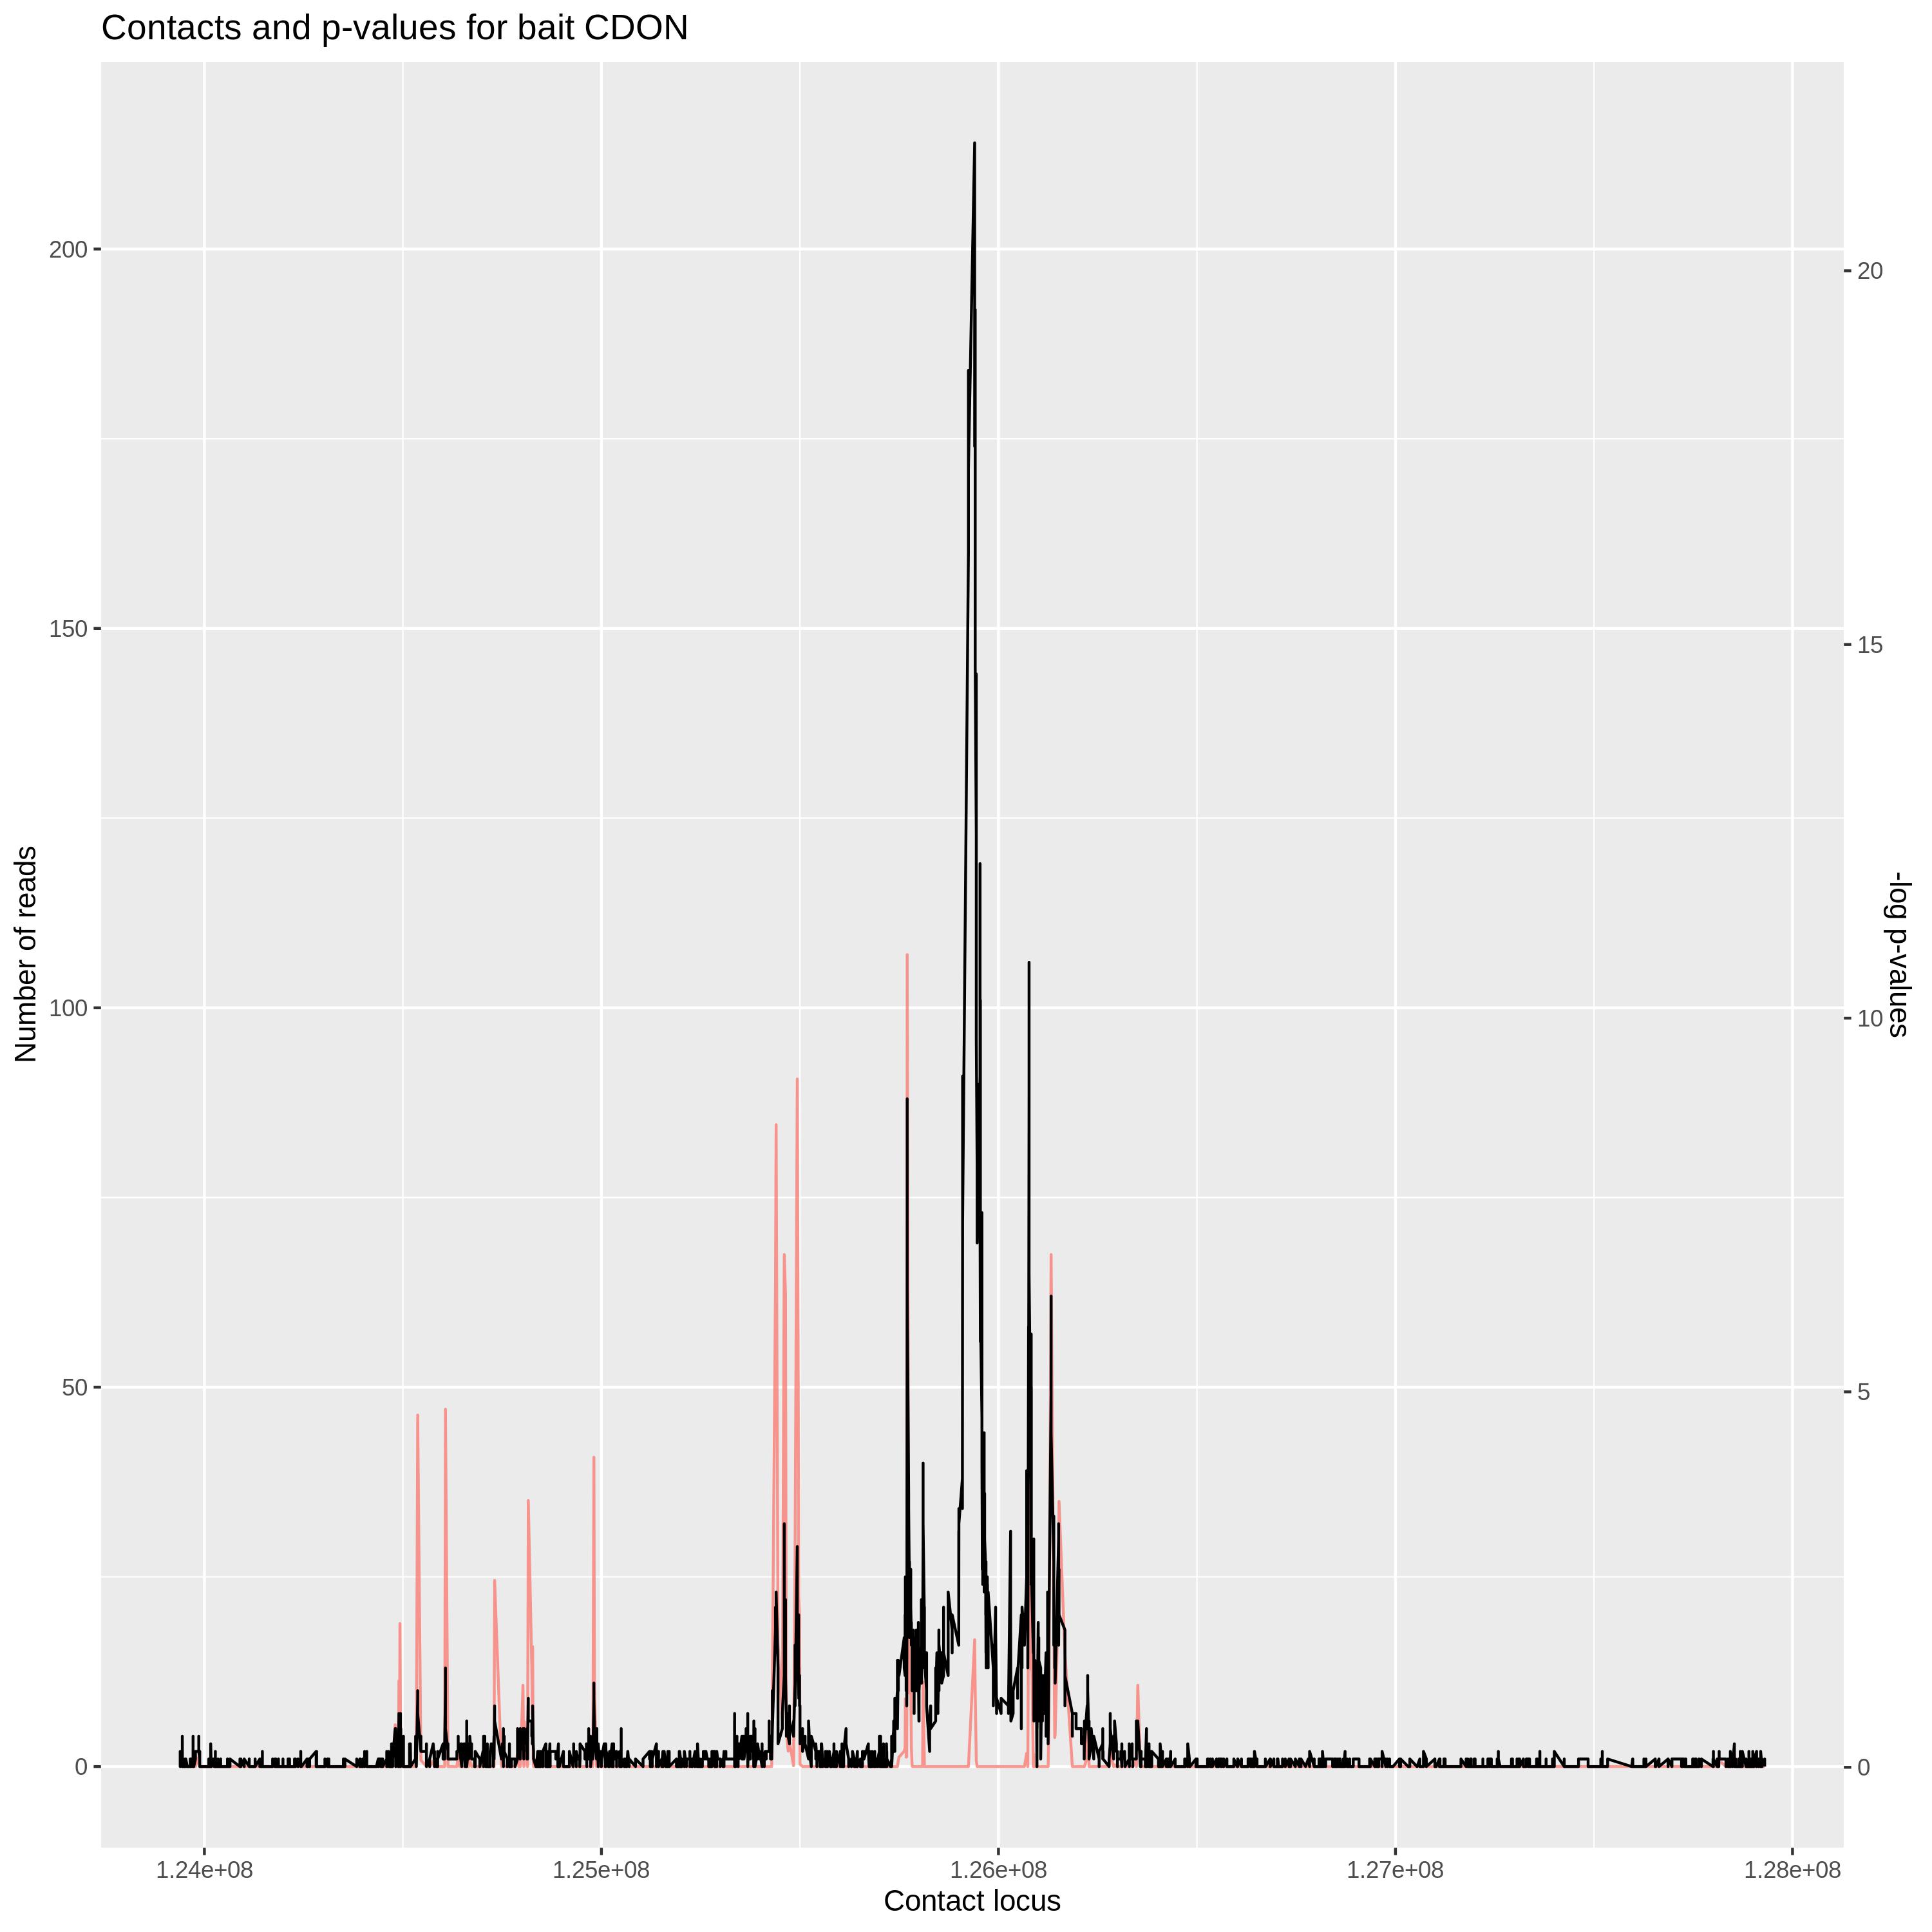 Contacts and p-values for bait CDON
200
150
100
50
0
Number of reads
20
15
10
5
0
-log p-values
1.24e+08
1.25e+08
1.26e+08
1.27e+08
1.28e+08
Contact locus